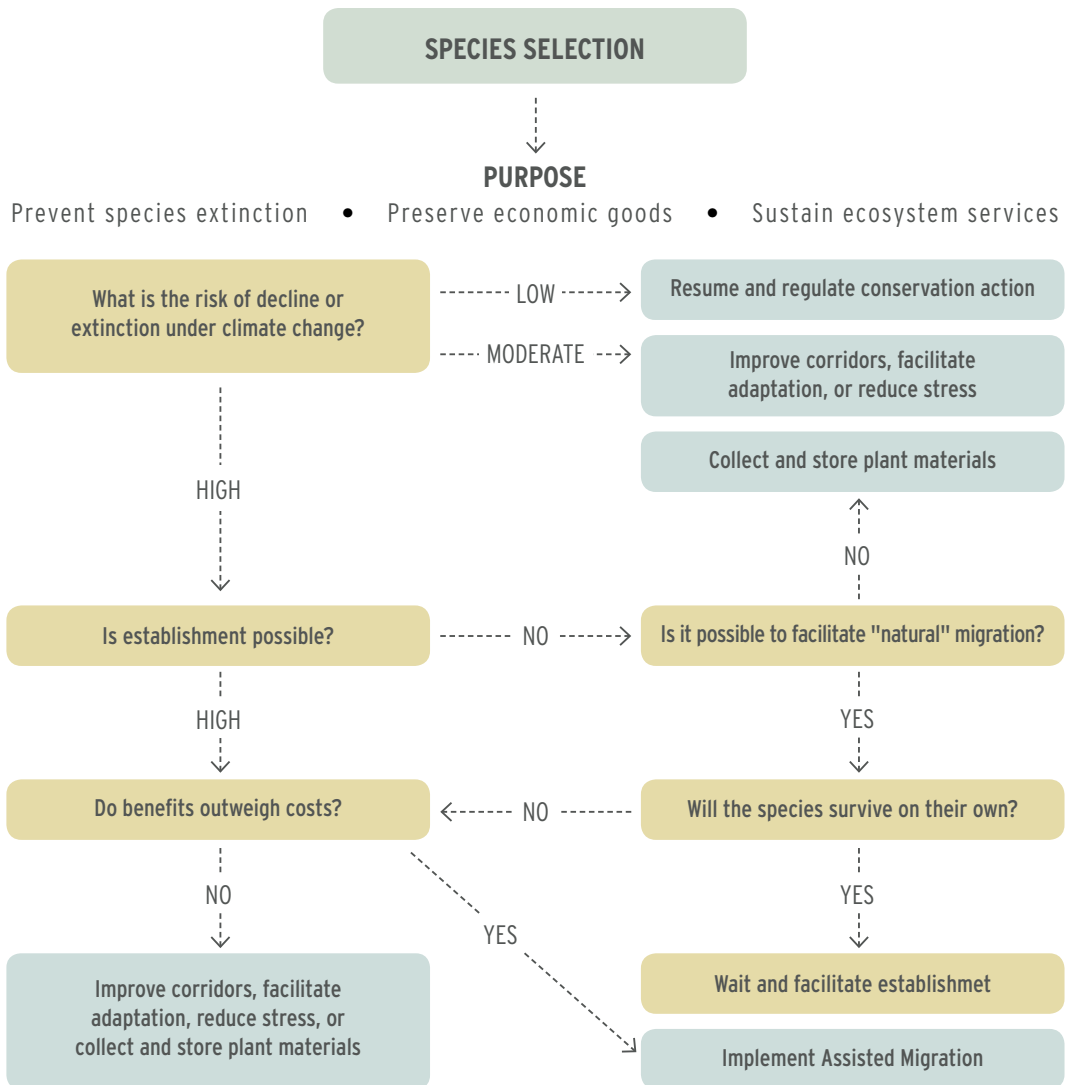 SPECIES SELECTION
PURPOSE
Prevent species extinction • Preserve economic goods • Sustain ecosystem services
What is the risk of decline or
extinction under climate change?
LOW
Resume and regulate conservation action
MODERATE
Improve corridors, facilitate
adaptation, or reduce stress
Collect and store plant materials
HIGH
NO
Is establishment possible?
NO
Is it possible to facilitate "natural" migration?
HIGH
YES
Do benefits outweigh costs?
NO
Will the species survive on their own?
NO
YES
YES
Improve corridors, facilitate
adaptation, reduce stress, or
collect and store plant materials
Wait and facilitate establishmet
Implement Assisted Migration